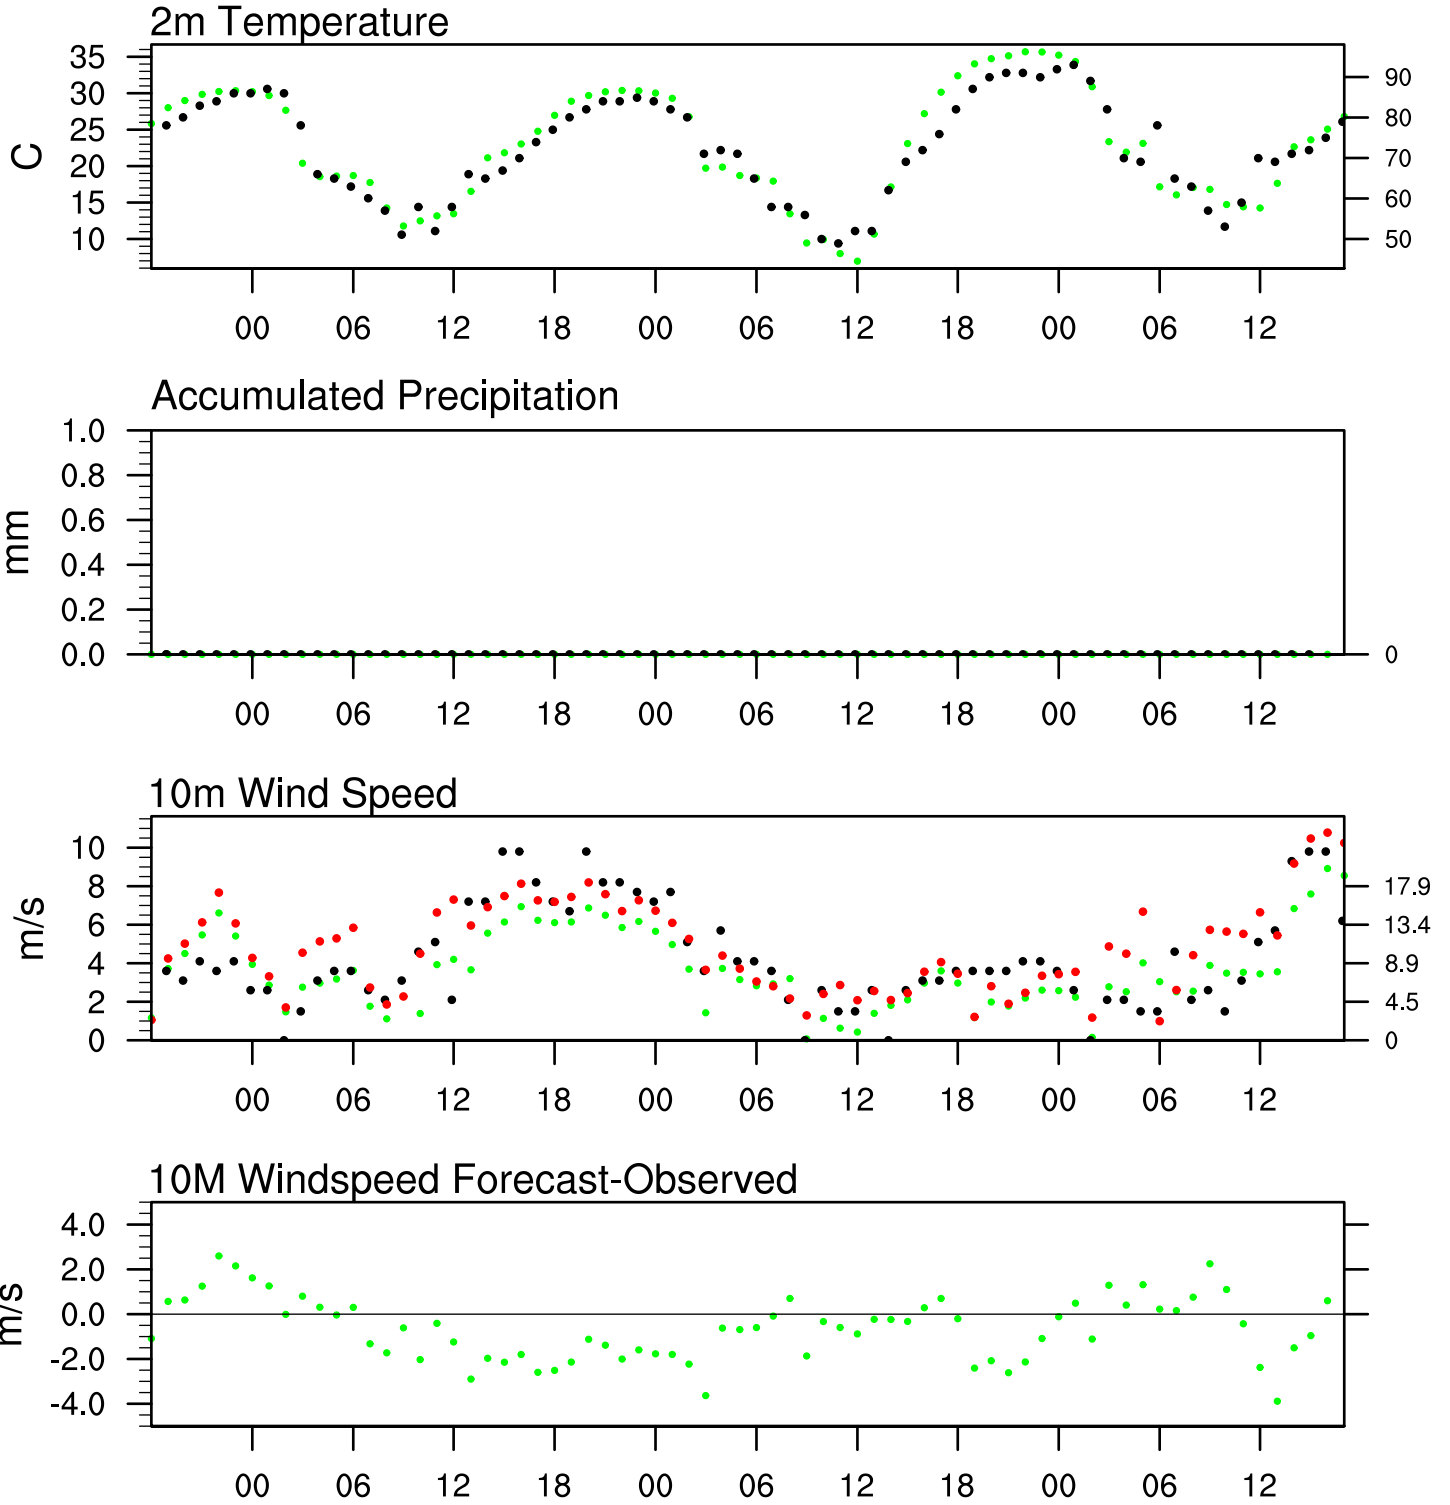 2m Temperature
35
30
25
20
15
10
C
90
80
70
60
50
00 06 12 18 00 06 12 18 00 06 12
Accumulated Precipitation
1.0
0.8
0.6
0.4
0.2
0.0
mm
0
00 06 12 18 00 06 12 18 00 06 12
10m Wind Speed
10
8
6
4
2
0
m/s
17.9
13.4
8.9
4.5
0
00 06 12 18 00 06 12 18 00 06 12
10M Windspeed Forecast-Observed
4.0
2.0
0.0
-2.0
-4.0
m/s
00 06 12 18 00 06 12 18 00 06 12